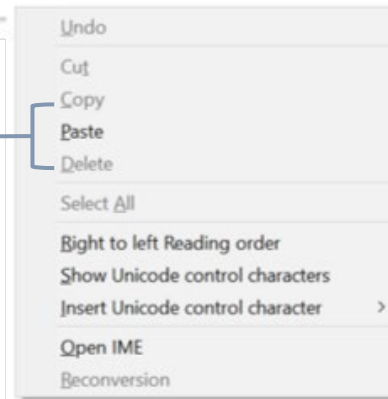 Undo
Cut
Copy
Paste
Delete
Select All
Right to left Reading order
Show Unicode control characters
Insert Unicode control character >
Open IME
Reconversion